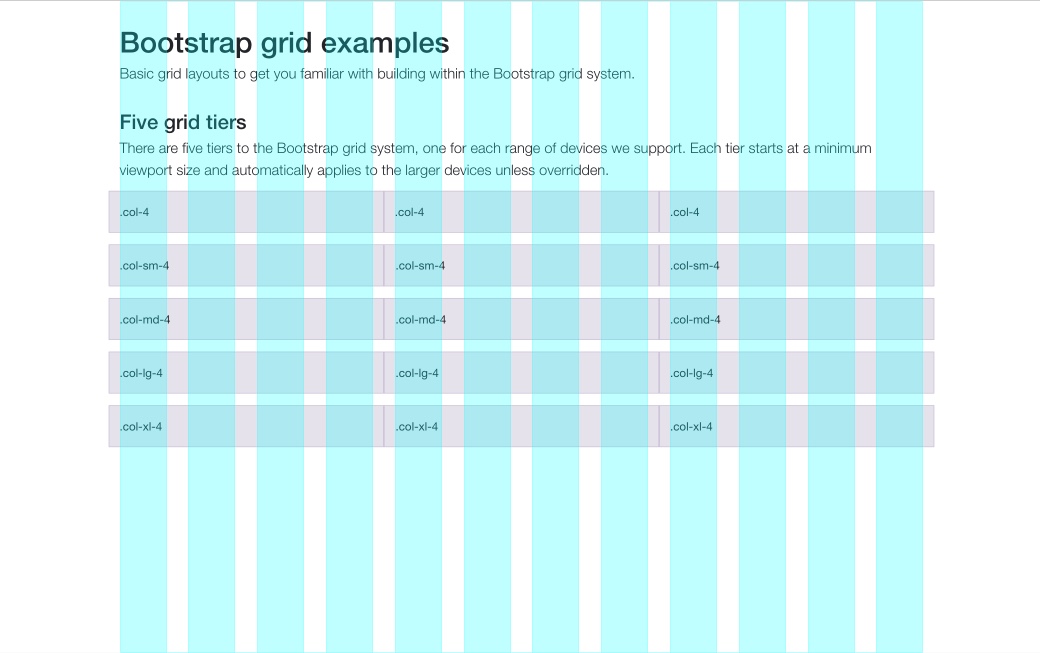 Bootstrap grid examples
Basic grid layouts to get you familiar with building within the Bootstrap grid system.
Five grid tiers
There are five tiers to the Bootstrap grid system, one for each range of devices we support. Each tier starts at a minimum
viewport size and automatically applies to the larger devices unless overridden.
.col-4 .col-4 .col-4
.col-sm-4 .col-sm-4 .col-sm-4
.col-md-4 .col-md-4 .col-md-4
.col-lg-4 .col-lg-4 .col-lg-4
.col-xl-4 .col-xl-4 .col-xl-4